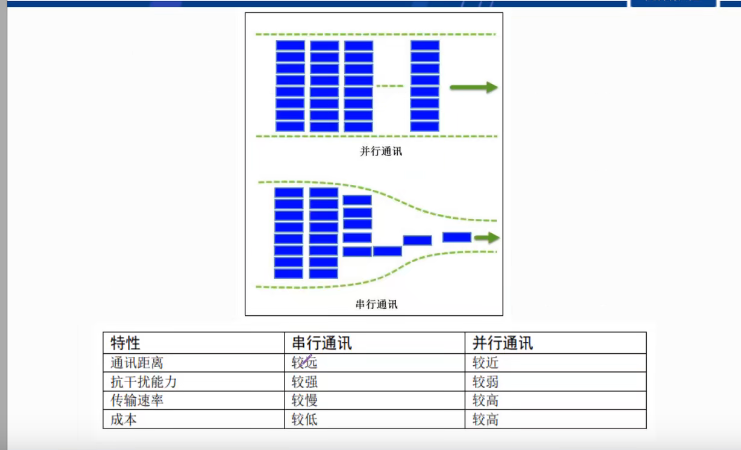 并行通讯
串行通讯
特性 串行通讯 并行通讯
通讯距离 较远 较近
抗干扰能力 较强 较弱
传输速率 较慢 较高
成本 较低 较高